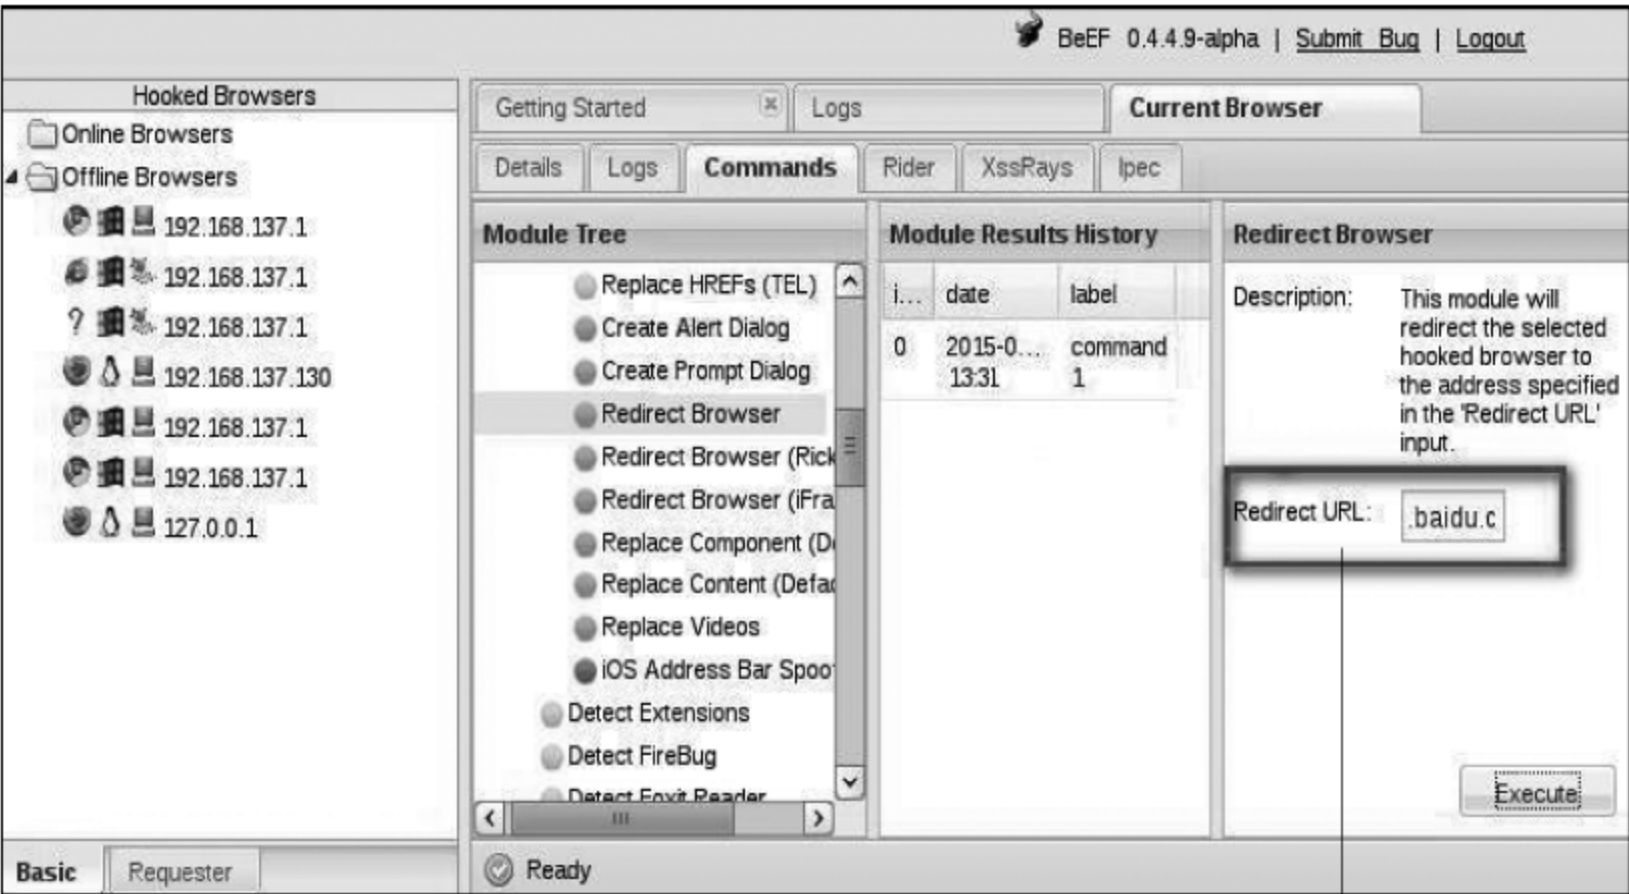 BeEF 0.4.4.9-alpha | Submit Bug | Logout
Hooked Browsers
Online Browsers
Offline Browsers
192.168.137.1
192.168.137.1
? 192.168.137.1
192.168.137.130
192.168.137.1
192.168.137.1
127.0.0.1
Basic
Requester
Getting Started
Logs
Current Browser
Details
Logs
Commands
Rider
XssRays
Ipec
Module Tree
Replace HREFs (TEL)
Create Alert Dialog
Create Prompt Dialog
Redirect Browser
Redirect Browser (Rick
Redirect Browser (iFra
Replace Component (De
Replace Content (Defac
Replace Videos
iOS Address Bar Spoo
Detect Extensions
Detect FireBug
Detect Foxit Reader
Module Results History
i... date label
0 2015-0... command
13:31 1
Redirect Browser
Description: This module will
redirect the selected
hooked browser to
the address specified
in the 'Redirect URL'
input.
Redirect URL: .baidu.c
Execute
Ready